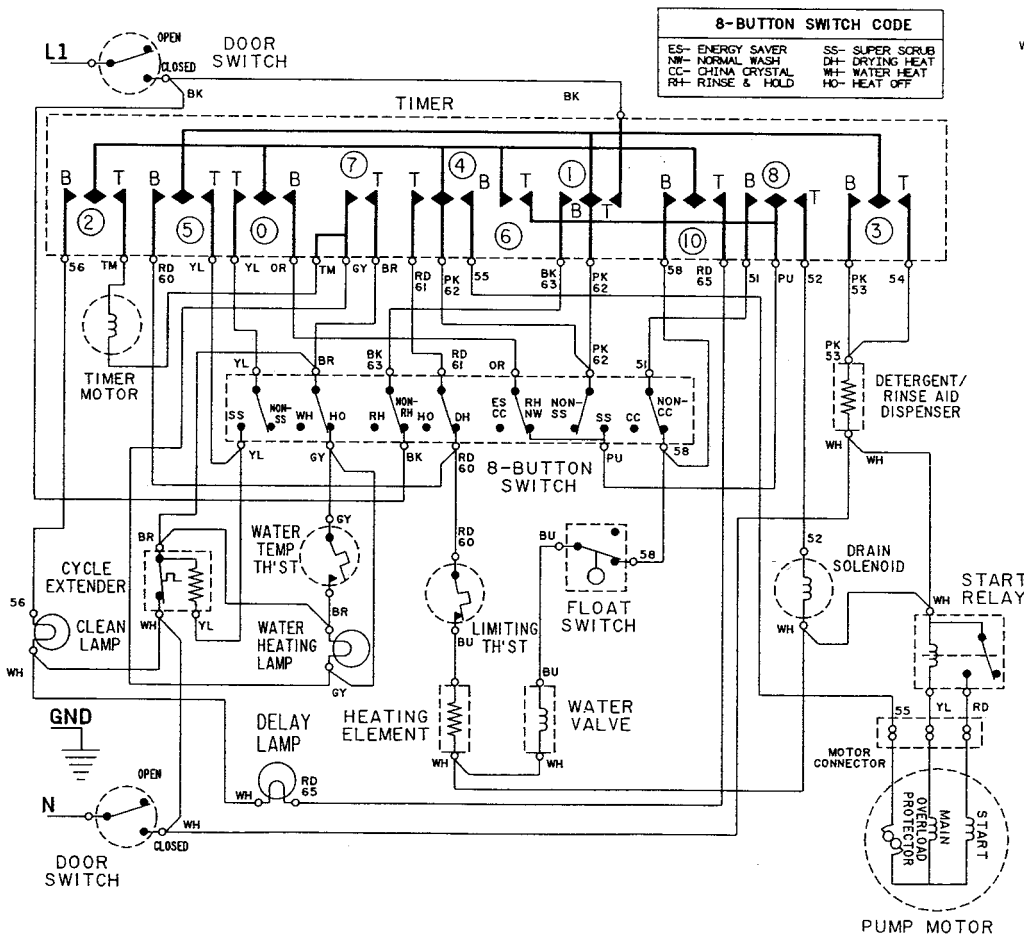 8-BUTTON SWITCH CODE
ES- ENERGY SAVER SS- SUPER SCRUB
NW- NORMAL WASH DH- DRYING HEAT
CC- CHINA CRYSTAL WH- WATER HEAT
RH- RINSE & HOLD HO- HEAT OFF
W
L1
OPEN
CLOSED
DOOR
SWITCH
BK
TIMER
BK
7 4 1 8
B T B T T B T T B B T B T B T
2 5 0 6 10 3
56 TM RD 60 YL YL OR TM GY BR RD 61 PK 62 55 BK 63 PK 62 58 RD 65 51 PU 52 PK 53 54
TIMER
MOTOR
YL BR BK 63 RD 61 OR PK 62 51
PK 53
DETERGENT/
RINSE AID
DISPENSER
SS NON-SS WH HO RH NON-RH HO DH ES CC RH NW NON-SS SS CC NON-CC
YL GY BK RD 60 PU 58
WH WH
8-BUTTON
SWITCH
GY
WATER
TEMP
TH'ST
BR
RD 60
BU
58
FLOAT
SWITCH
52
DRAIN
SOLENOID
WH
START
RELAY
WH
BR
CYCLE
EXTENDER
WH YL
56
CLEAN
LAMP
WH
BR
WATER
HEATING
LAMP
GY
LIMITING
TH'ST
BU
HEATING
ELEMENT
WH
BU
WATER
VALVE
WH
55 YL RD
MOTOR
CONNECTOR
GND
DELAY
LAMP
WH RD 65
N
OPEN
CLOSED
WH
DOOR
SWITCH
OVERLOAD
PROTECTOR
MAIN
START
PUMP MOTOR